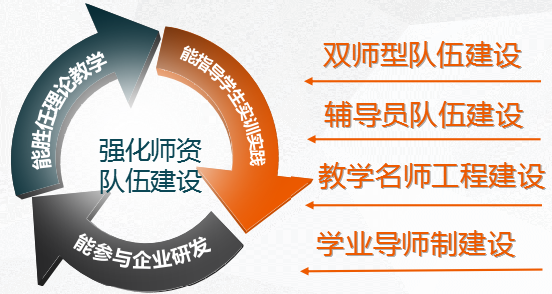 能胜任理论教学
能指导学生实训实践
能参与企业研发
强化师资
队伍建设
双师型队伍建设
辅导员队伍建设
教学名师工程建设
学业导师制建设